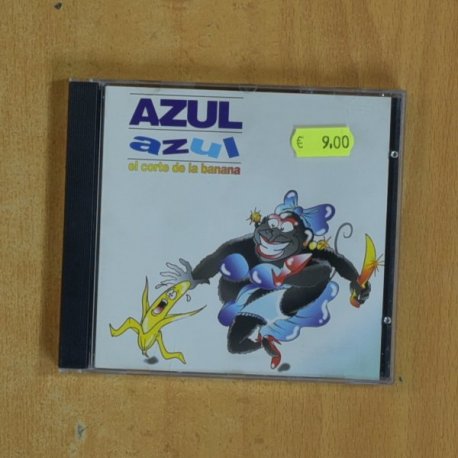 AZUL
azul
el corte de la banana
€ 9,00